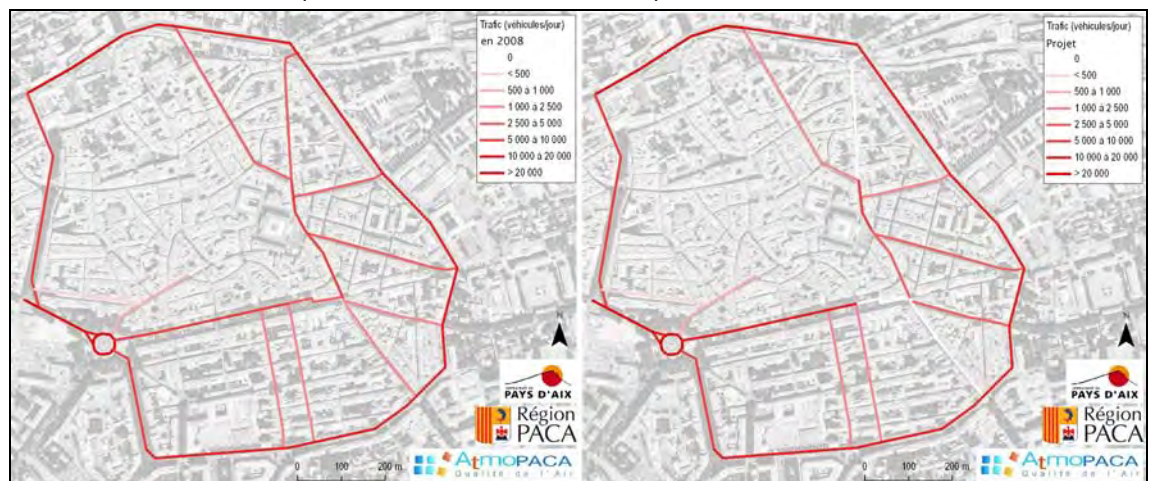 Trafic (véhicules/jour)
en 2008
0
< 500
500 à 1 000
1 000 à 2 500
2 500 à 5 000
5 000 à 10 000
10 000 à 20 000
> 20 000
N
PAYS D'AIX
Région
PACA
AtmoPACA
Qualité de l'Air
0 100 200 m
Trafic (véhicules/jour)
Projet
0
< 500
500 à 1 000
1 000 à 2 500
2 500 à 5 000
5 000 à 10 000
10 000 à 20 000
> 20 000
N
PAYS D'AIX
Région
PACA
AtmoPACA
Qualité de l'Air
0 100 200 m